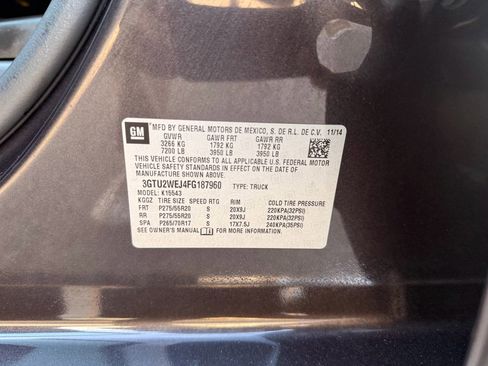 GM
MFD BY GENERAL MOTORS DE MEXICO, S. DE R.L. DE C.V. 11/14
GVWR GAWR FRT GAWR RR
3266 KG 1792 KG 1792 KG
7200 LB 3950 LB 3950 LB
THIS VEHICLE CONFORMS TO ALL APPLICABLE U.S. FEDERAL MOTOR
VEHICLE SAFETY STANDARDS IN EFFECT ON THE DATE OF
MANUFACTURE SHOWN ABOVE.
3GTU2WEJ4FG187960 TYPE: TRUCK
MODEL: K15543
KGGZ TIRE SIZE SPEED RTG RIM COLD TIRE PRESSURE
FRT P275/55R20 S 20X9J 220KPA(32PSI)
RR P275/55R20 S 20X9J 220KPA(32PSI)
SPA P265/70R17 S 17X7.5J 240KPA(35PSI)
SEE OWNER'S MANUAL FOR MORE INFORMATION.